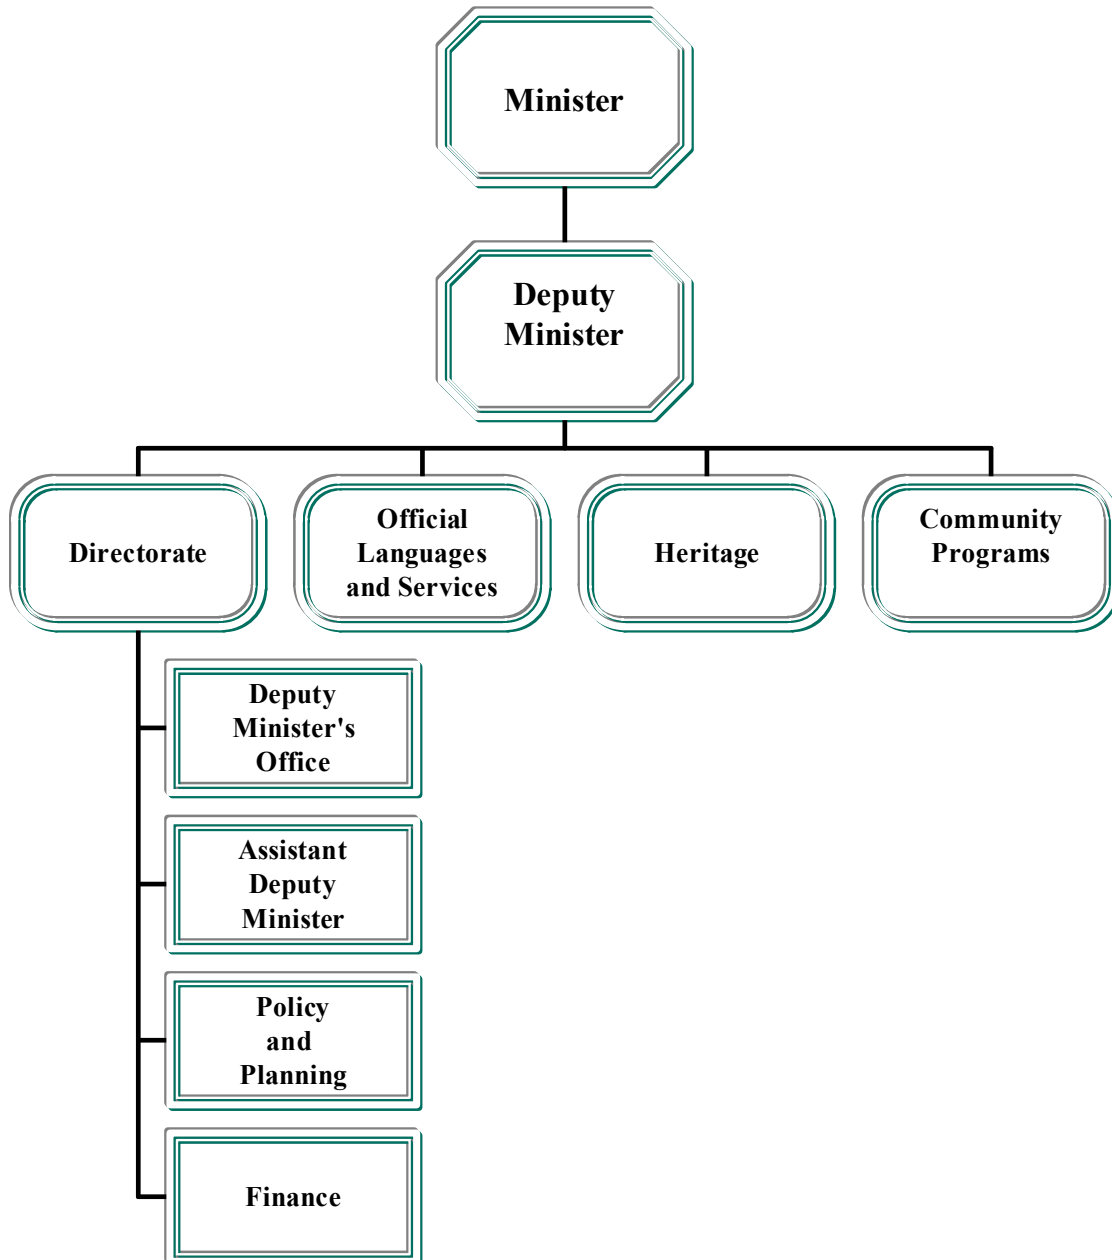 Minister
Deputy
Minister
Directorate
Official
Languages
and Services
Heritage
Community
Programs
Deputy
Minister's
Office
Assistant
Deputy
Minister
Policy
and
Planning
Finance